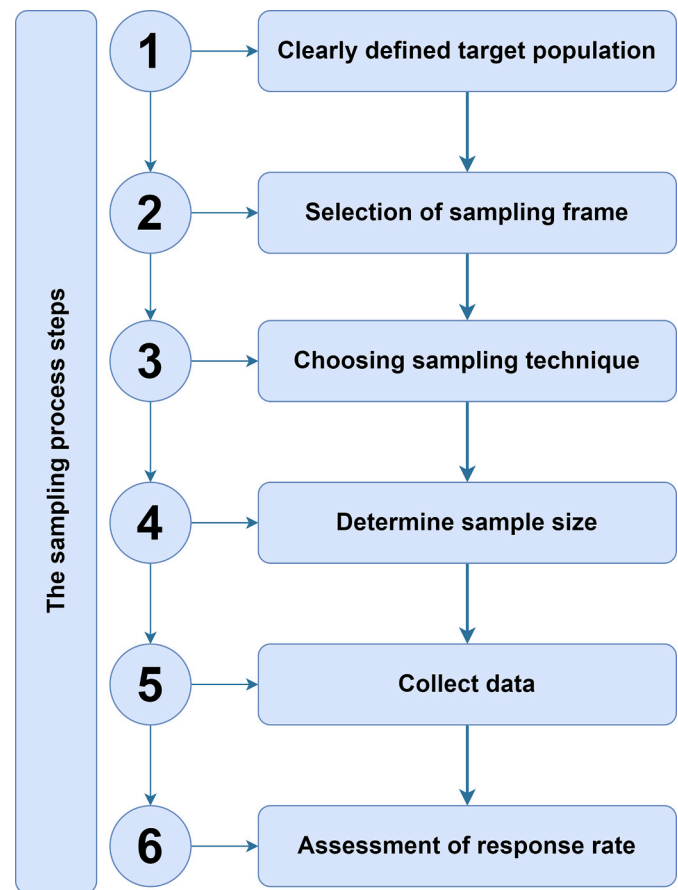 The sampling process steps
1
Clearly defined target population
2
Selection of sampling frame
3
Choosing sampling technique
4
Determine sample size
5
Collect data
6
Assessment of response rate